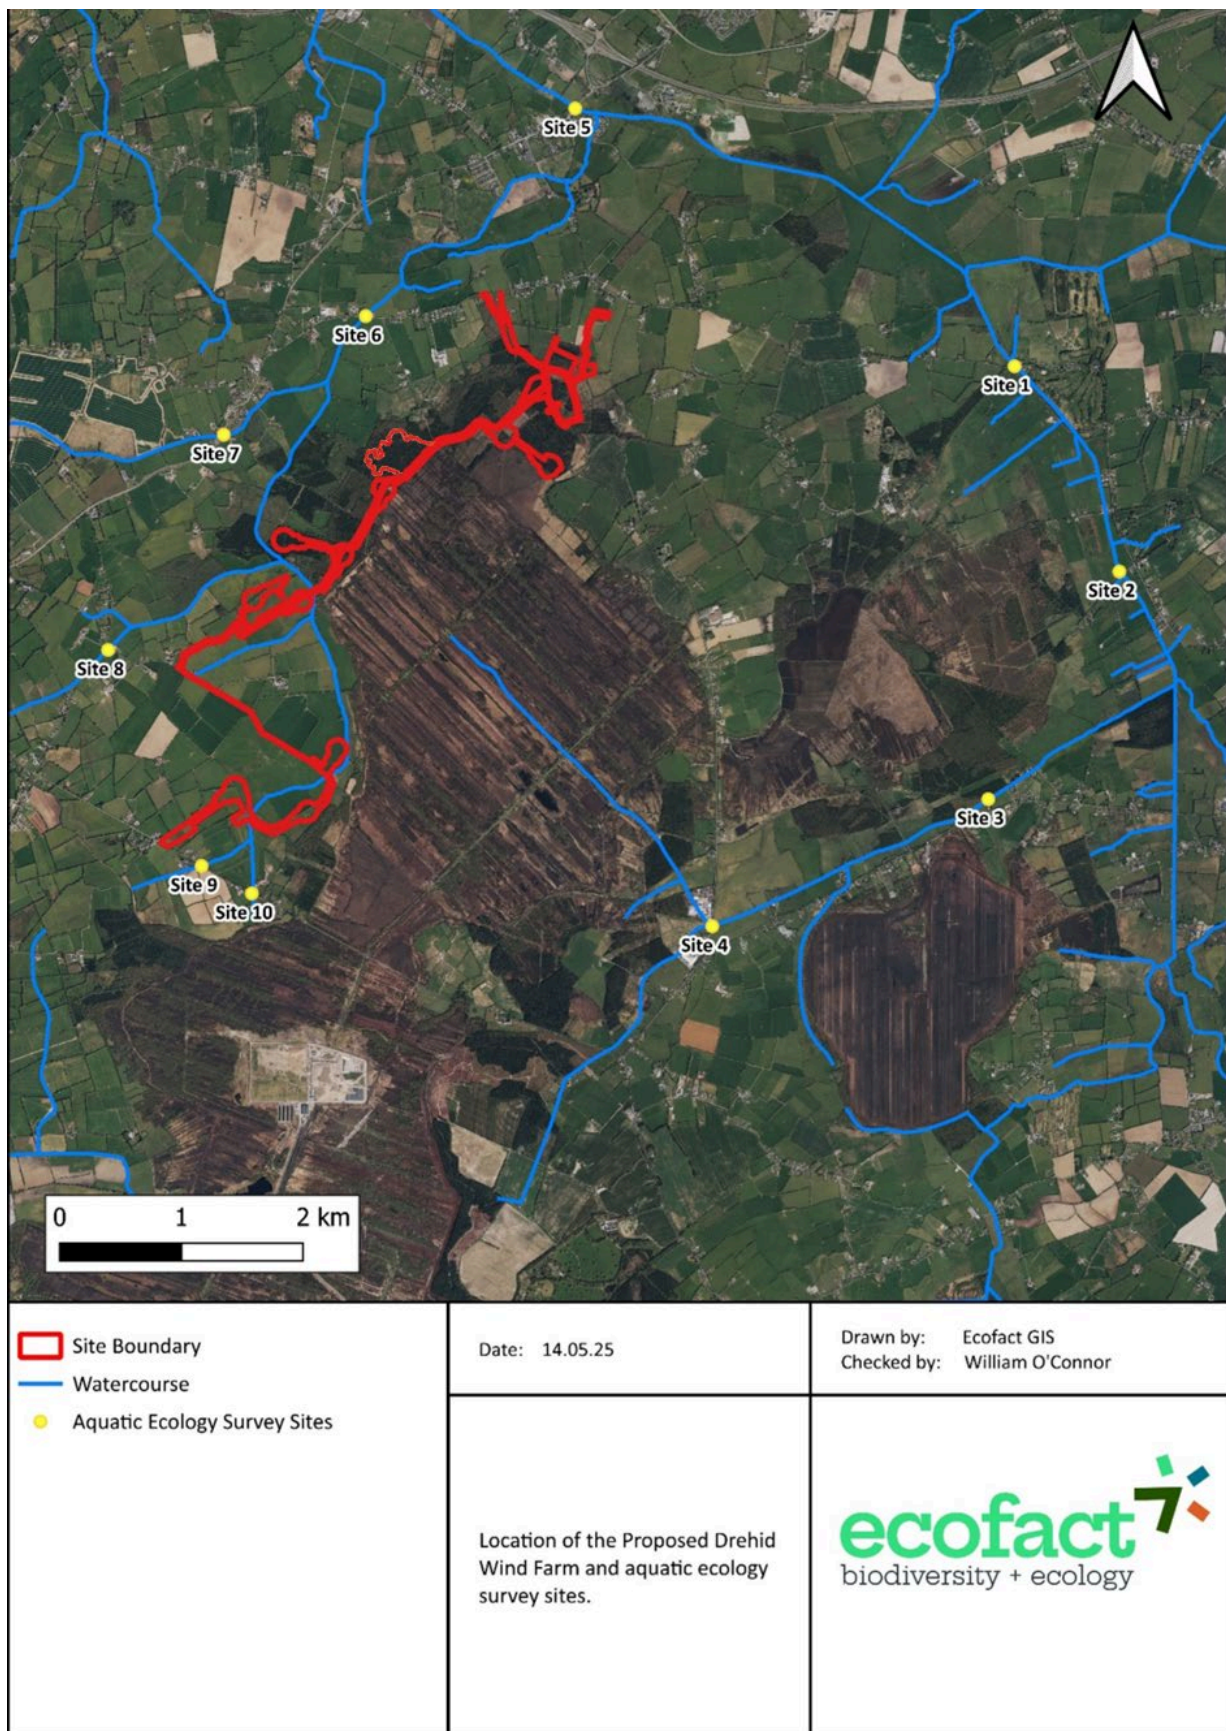 Site 5
Site 6
Site 1
Site 7
Site 2
Site 8
Site 3
Site 9
Site 10
Site 4
0 1 2 km
Site Boundary
Watercourse
Aquatic Ecology Survey Sites
Date: 14.05.25
Drawn by: Ecofact GIS
Checked by: William O'Connor
Location of the Proposed Drehid
Wind Farm and aquatic ecology
survey sites.
ecofact
biodiversity + ecology